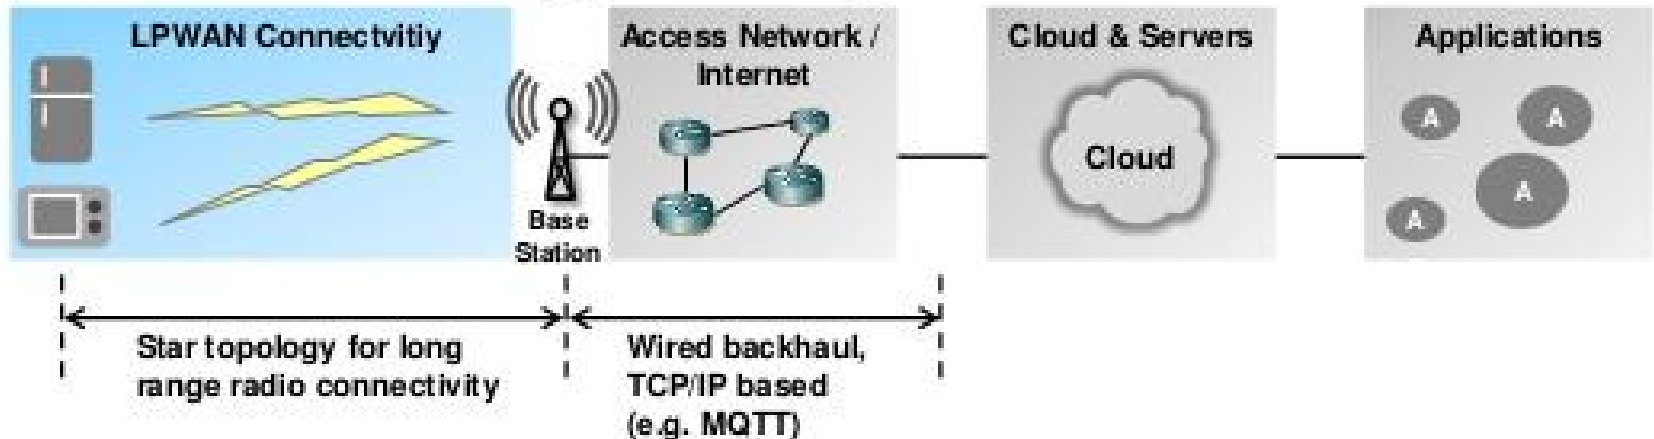 LPWAN Connectvitiy
Access Network /
Internet
Cloud & Servers
Applications
Cloud
A
A
A
A
Base
Station
Star topology for long
range radio connectivity
Wired backhaul,
TCP/IP based
(e.g. MQTT)